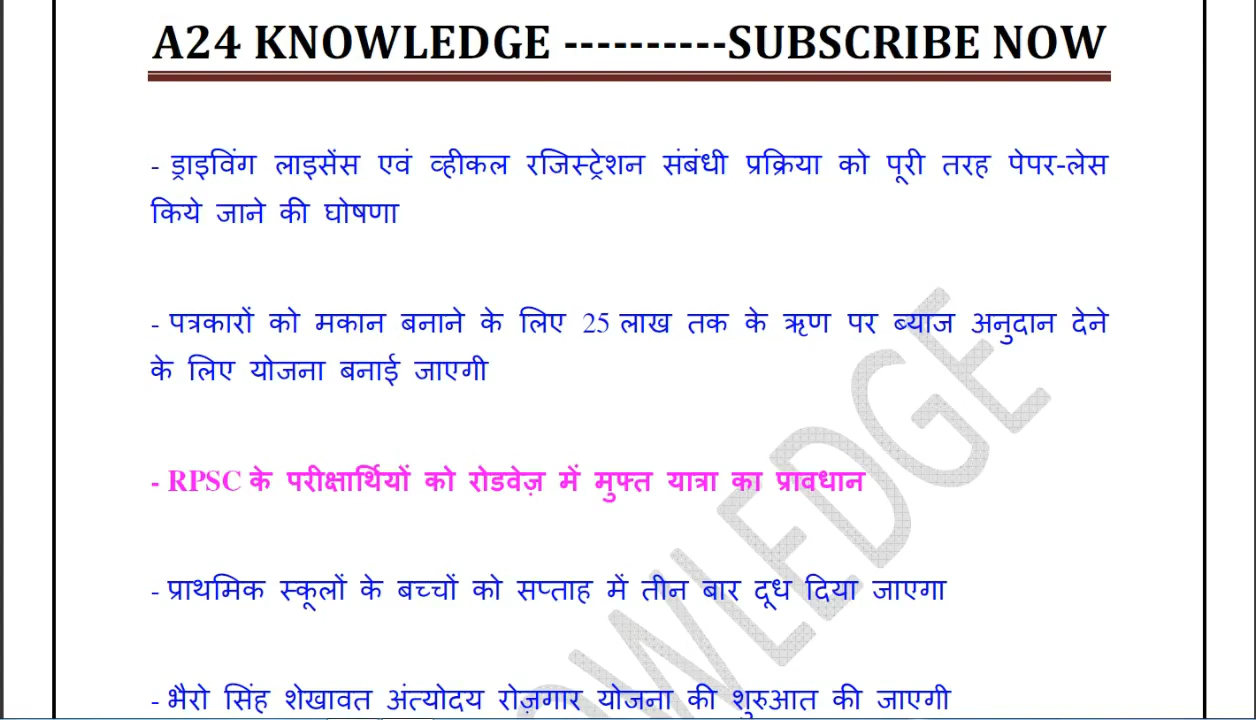 A24 KNOWLEDGE ----------SUBSCRIBE NOW
- ड्राइविंग लाइसेंस एवं व्हीकल रजिस्ट्रेशन संबंधी प्रक्रिया को पूरी तरह पेपर-लेस
किये जाने की घोषणा
- पत्रकारों को मकान बनाने के लिए 25 लाख तक के ऋण पर ब्याज अनुदान देने
के लिए योजना बनाई जाएगी
- RPSC के परीक्षार्थियों को रोडवेज़ में मुफ्त यात्रा का प्रावधान
- प्राथमिक स्कूलों के बच्चों को सप्ताह में तीन बार दूध दिया जाएगा
- भैरो सिंह शेखावत अंत्योदय रोज़गार योजना की शुरुआत की जाएगी
OWLEDGE